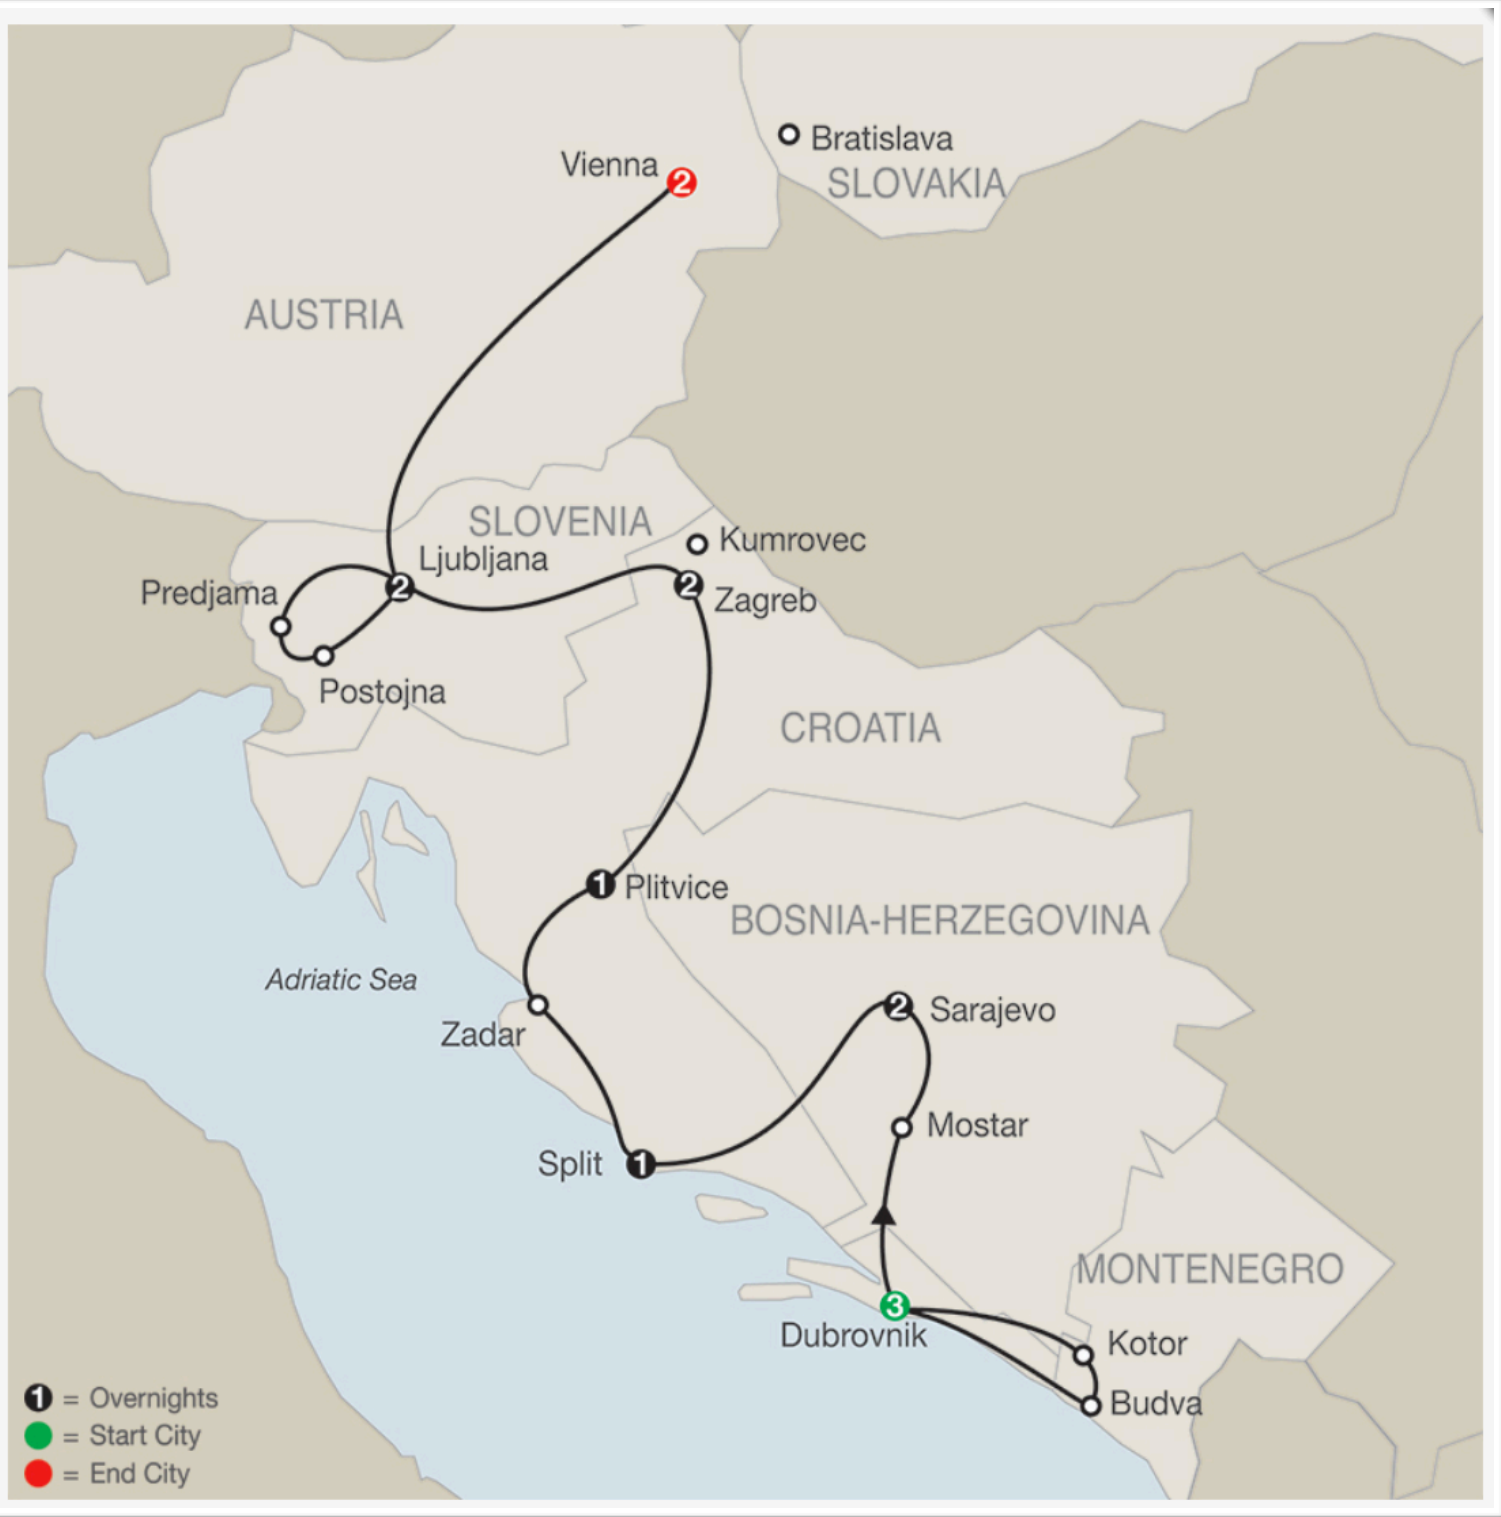 Bratislava
Vienna
2
SLOVAKIA
AUSTRIA
SLOVENIA
Kumrovec
Ljubljana
Predjama
2
2
Zagreb
Postojna
CROATIA
1
Plitvice
BOSNIA-HERZEGOVINA
Adriatic Sea
2
Sarajevo
Zadar
Mostar
Split
1
MONTENEGRO
3
Dubrovnik
Kotor
Budva
1 = Overnights
= Start City
= End City